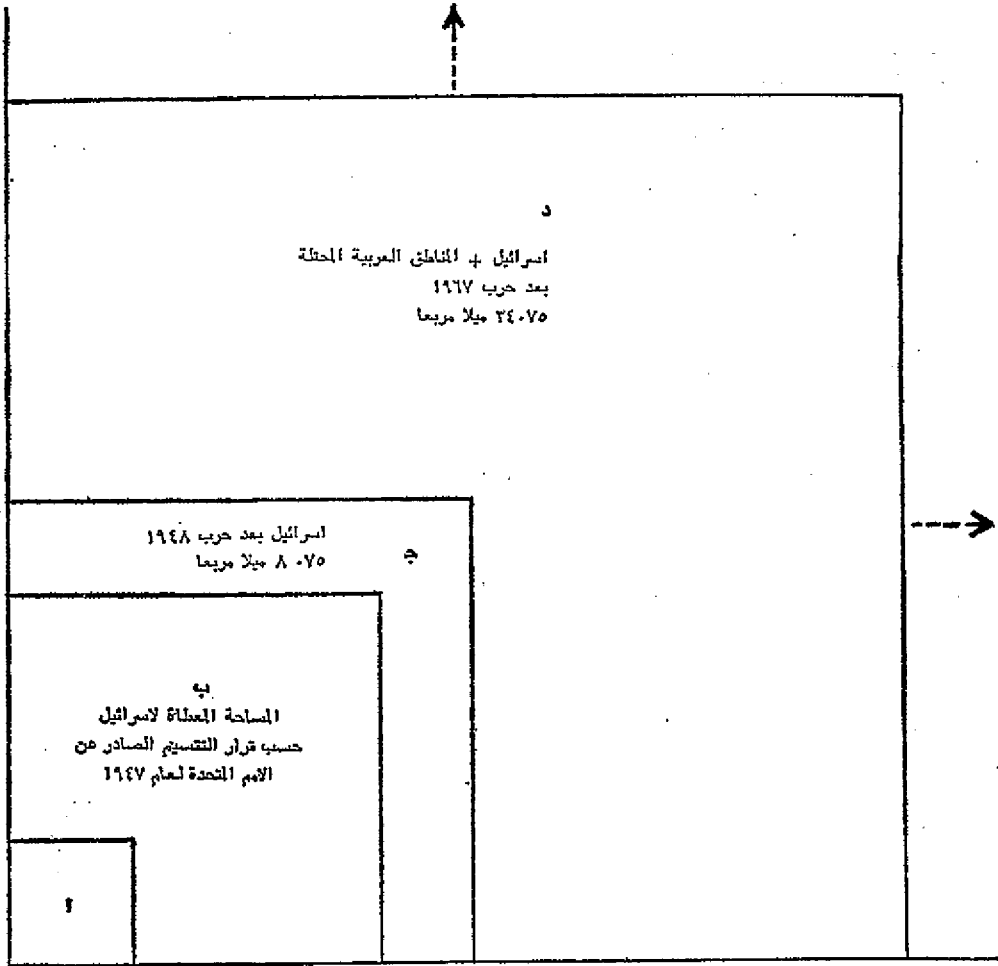 د
اسرائيل + المناطق العربية المحتلة
بعد حرب ١٩٦٧
٣٤٠٧٥ ميلا مربعا
اسرائيل بعد حرب ١٩٤٨
٨٠٧٥ ميلا مربعا
ج
ب
المساحة المعطاة لاسرائيل
حسب قرار التقسيم الصادر عن
الامم المتحدة لعام ١٩٤٧
أ